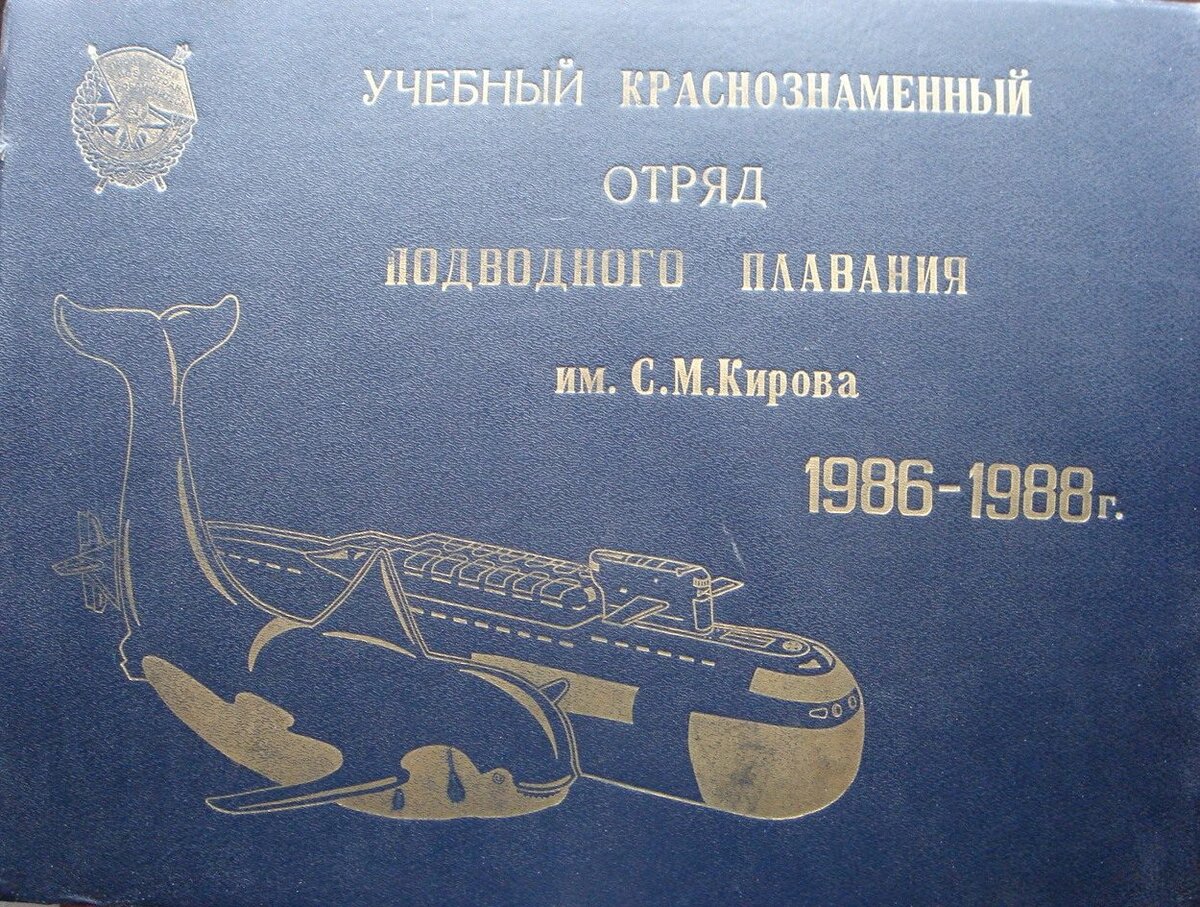 УЧЕБНЫЙ КРАСНОЗНАМЕННЫЙ
ОТРЯД
ПОДВОДНОГО ПЛАВАНИЯ
им. С.М.Кирова
1986-1988г.